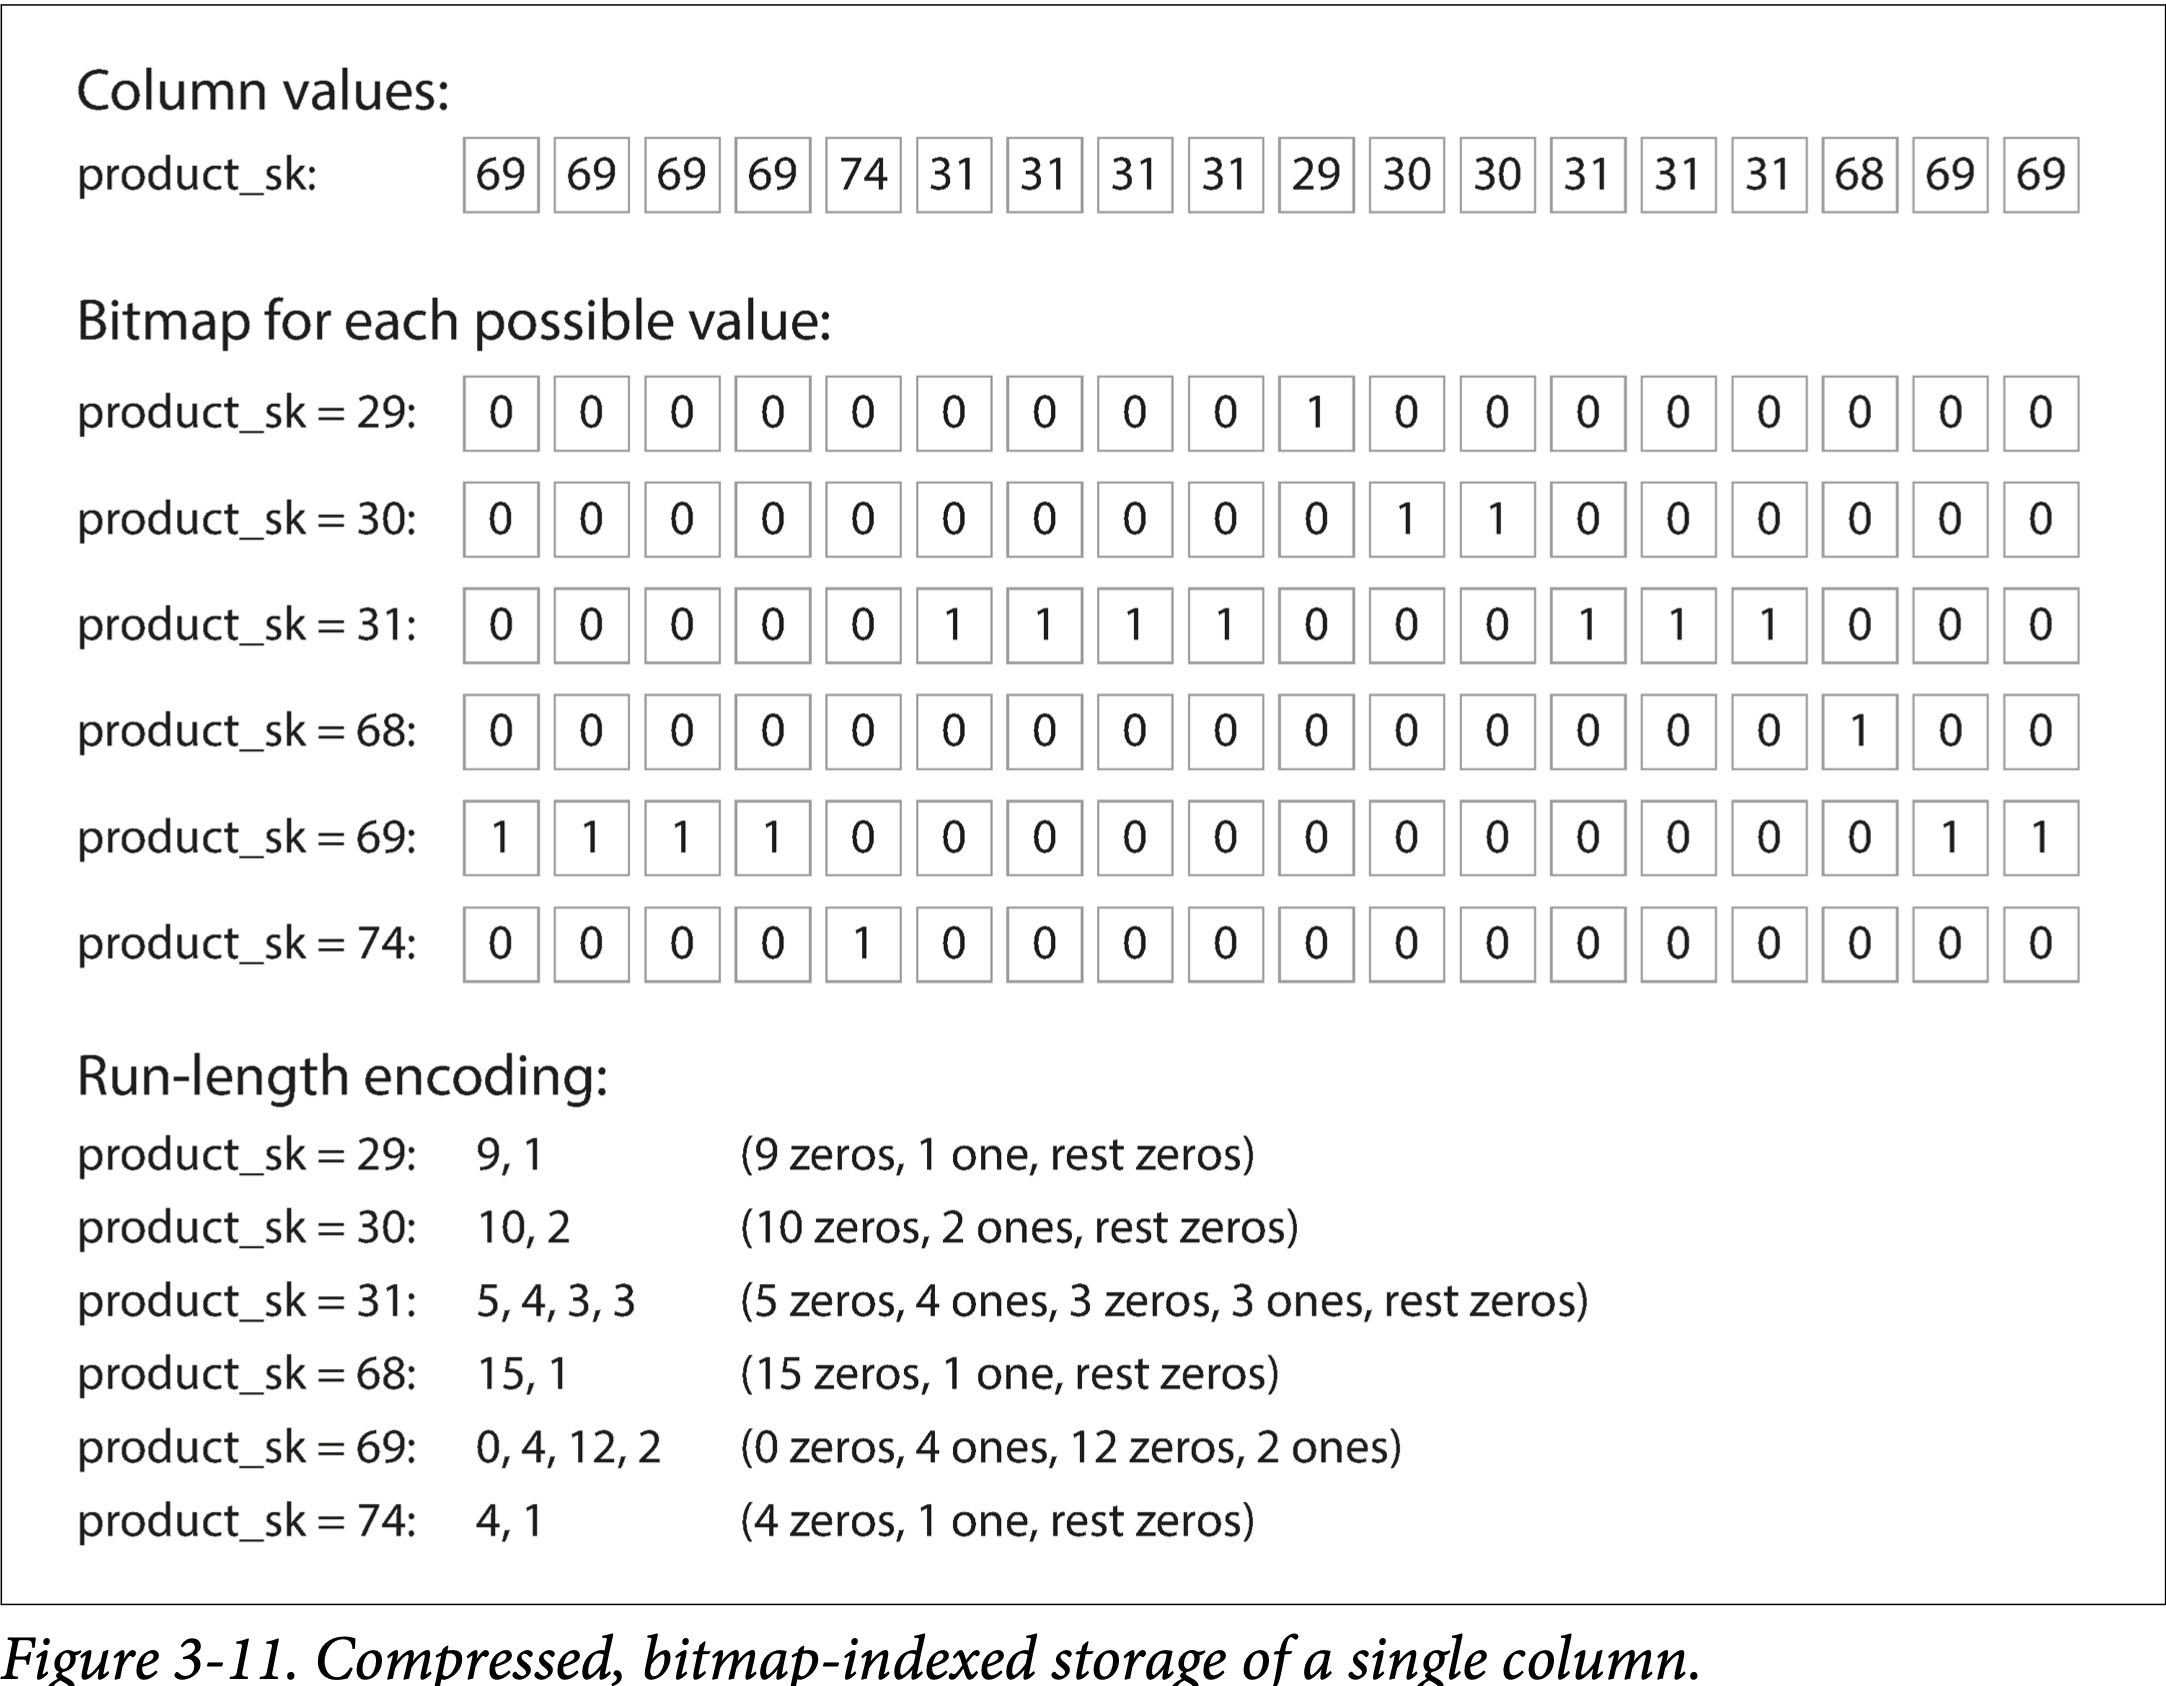 Column values:
product_sk: 69 69 69 69 74 31 31 31 31 29 30 30 31 31 31 68 69 69
Bitmap for each possible value:
product_sk = 29: 0 0 0 0 0 0 0 0 0 1 0 0 0 0 0 0 0 0
product_sk = 30: 0 0 0 0 0 0 0 0 0 0 1 1 0 0 0 0 0 0
product_sk = 31: 0 0 0 0 0 1 1 1 1 0 0 0 1 1 1 0 0 0
product_sk = 68: 0 0 0 0 0 0 0 0 0 0 0 0 0 0 0 1 0 0
product_sk = 69: 1 1 1 1 0 0 0 0 0 0 0 0 0 0 0 0 1 1
product_sk = 74: 0 0 0 0 1 0 0 0 0 0 0 0 0 0 0 0 0 0
Run-length encoding:
product_sk = 29: 9, 1 (9 zeros, 1 one, rest zeros)
product_sk = 30: 10, 2 (10 zeros, 2 ones, rest zeros)
product_sk = 31: 5, 4, 3, 3 (5 zeros, 4 ones, 3 zeros, 3 ones, rest zeros)
product_sk = 68: 15, 1 (15 zeros, 1 one, rest zeros)
product_sk = 69: 0, 4, 12, 2 (0 zeros, 4 ones, 12 zeros, 2 ones)
product_sk = 74: 4, 1 (4 zeros, 1 one, rest zeros)
Figure 3-11. Compressed, bitmap-indexed storage of a single column.